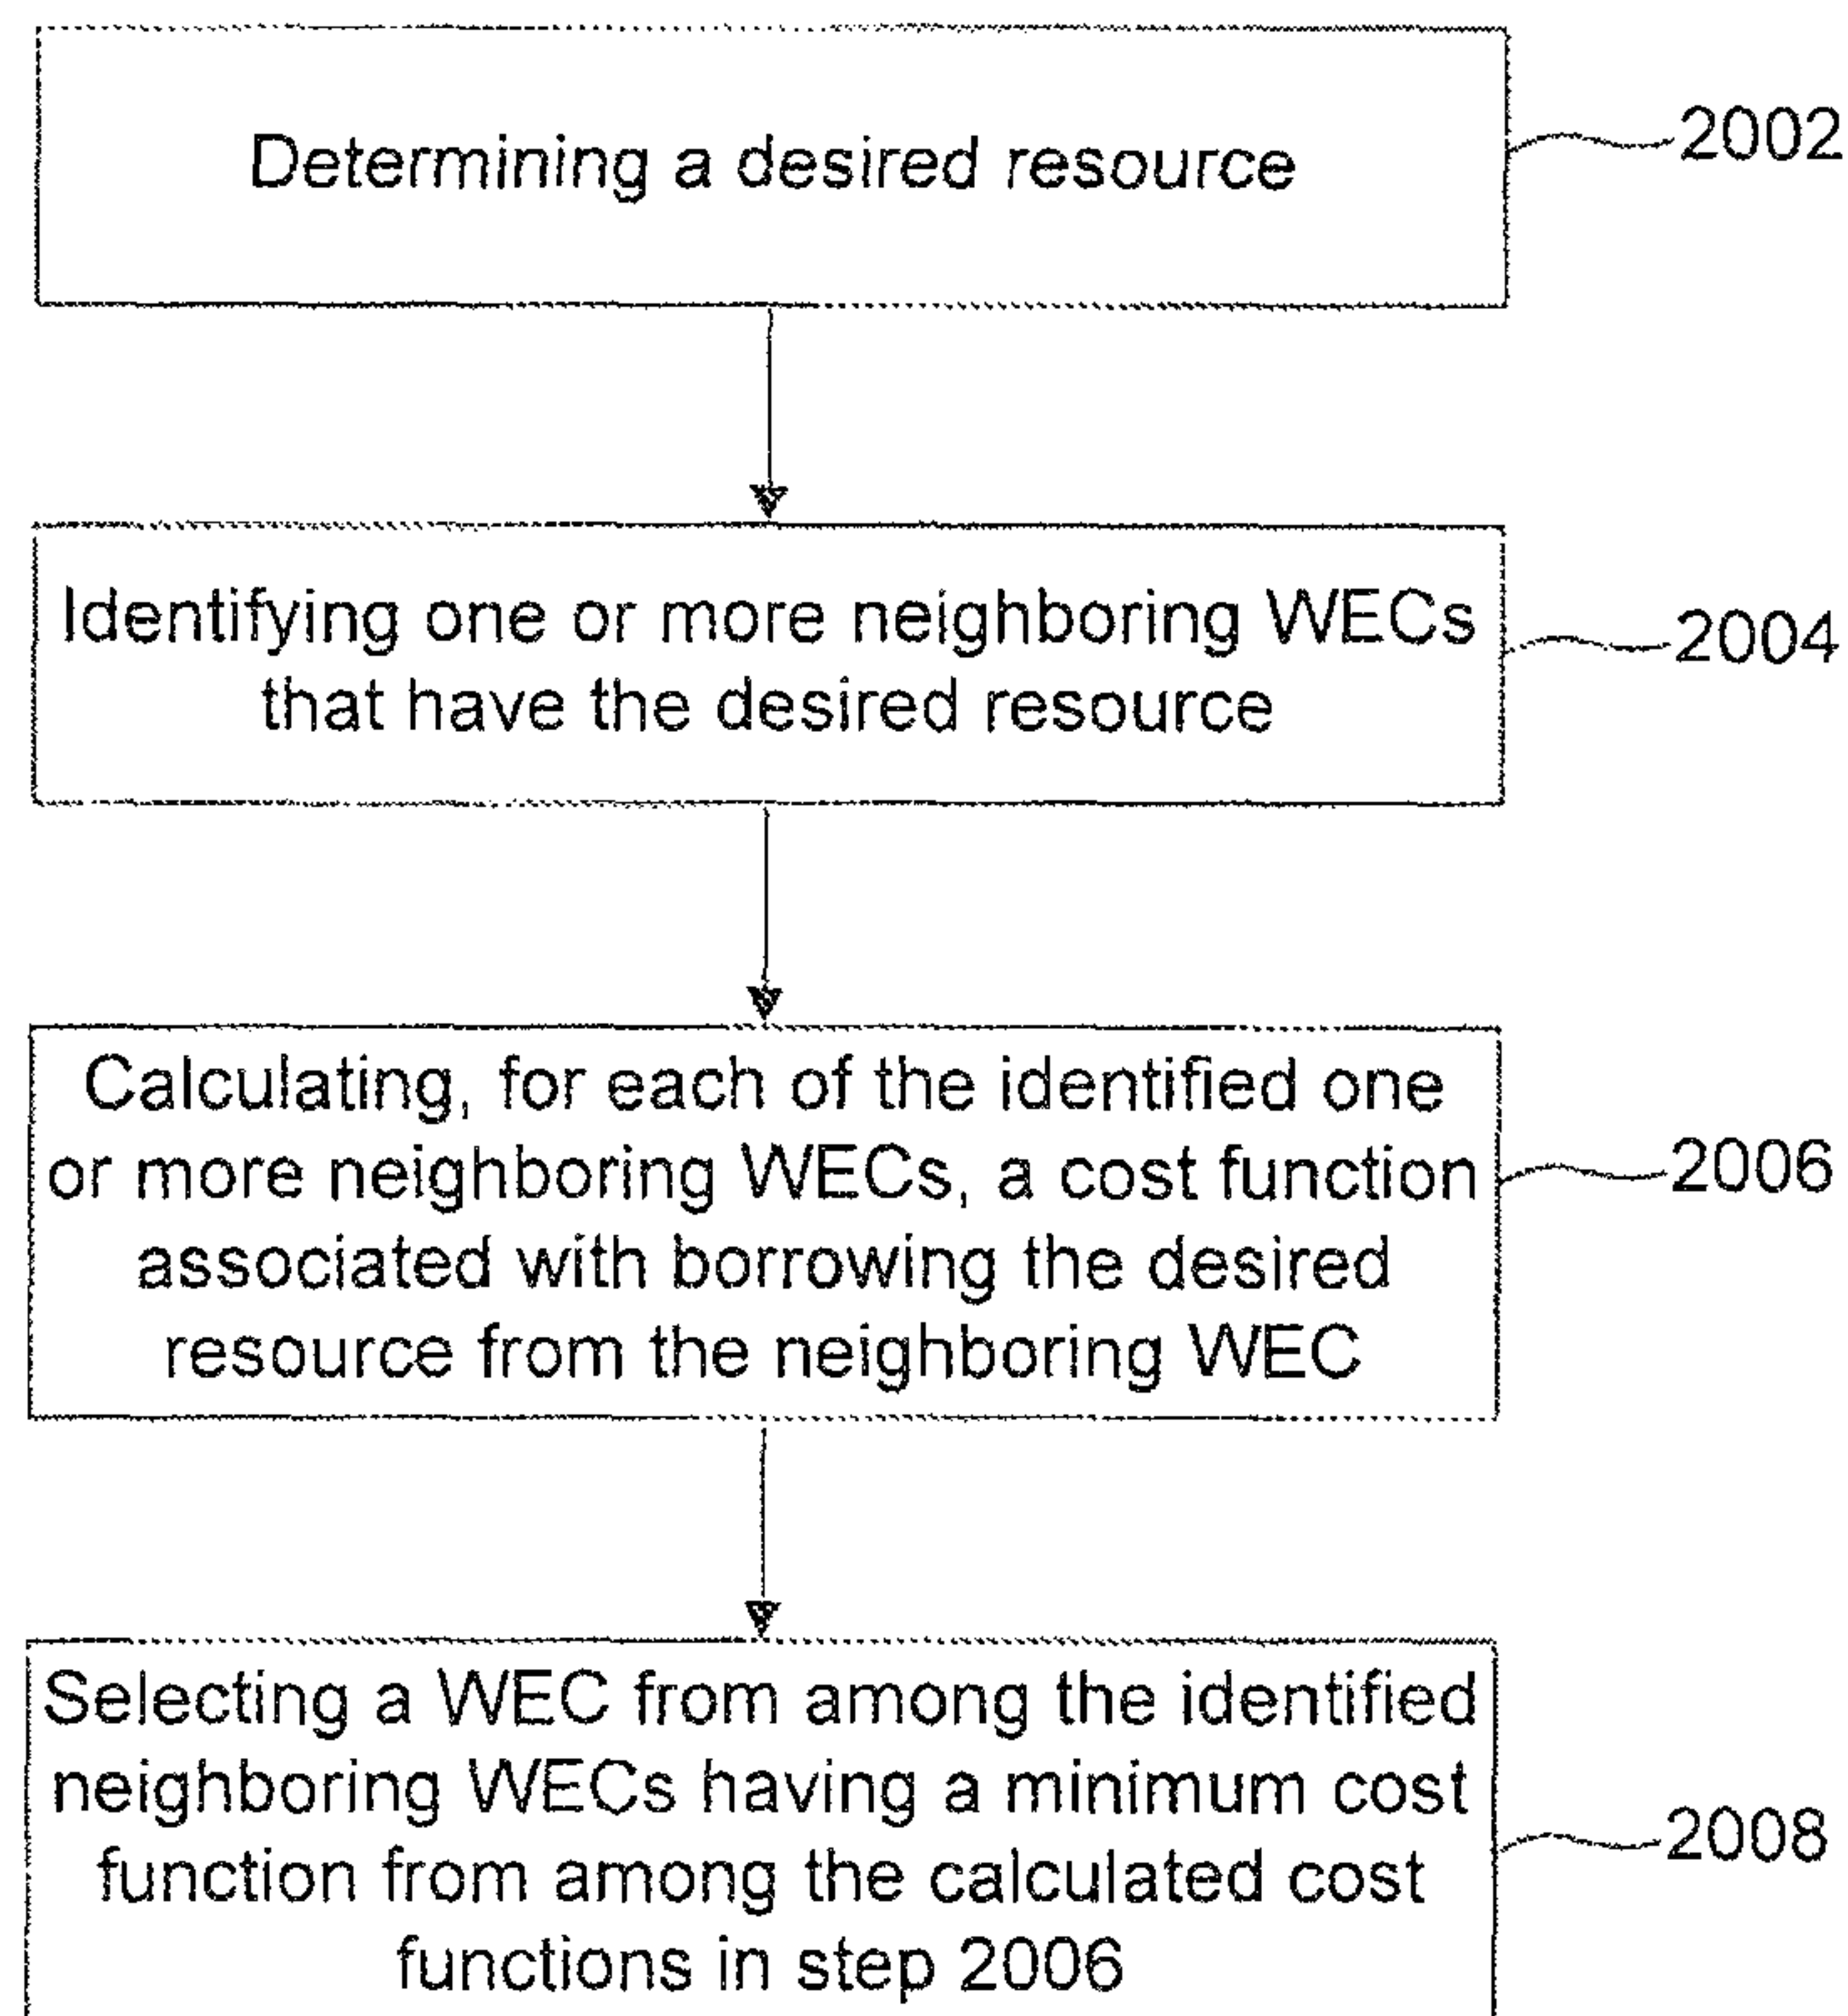 Determining a desired resource
2002
Identifying one or more neighboring WECs
that have the desired resource
2004
Calculating, for each of the identified one
or more neighboring WECs, a cost function
associated with borrowing the desired
resource from the neighboring WEC
2006
Selecting a WEC from among the identified
neighboring WECs having a minimum cost
function from among the calculated cost
functions in step 2006
2008